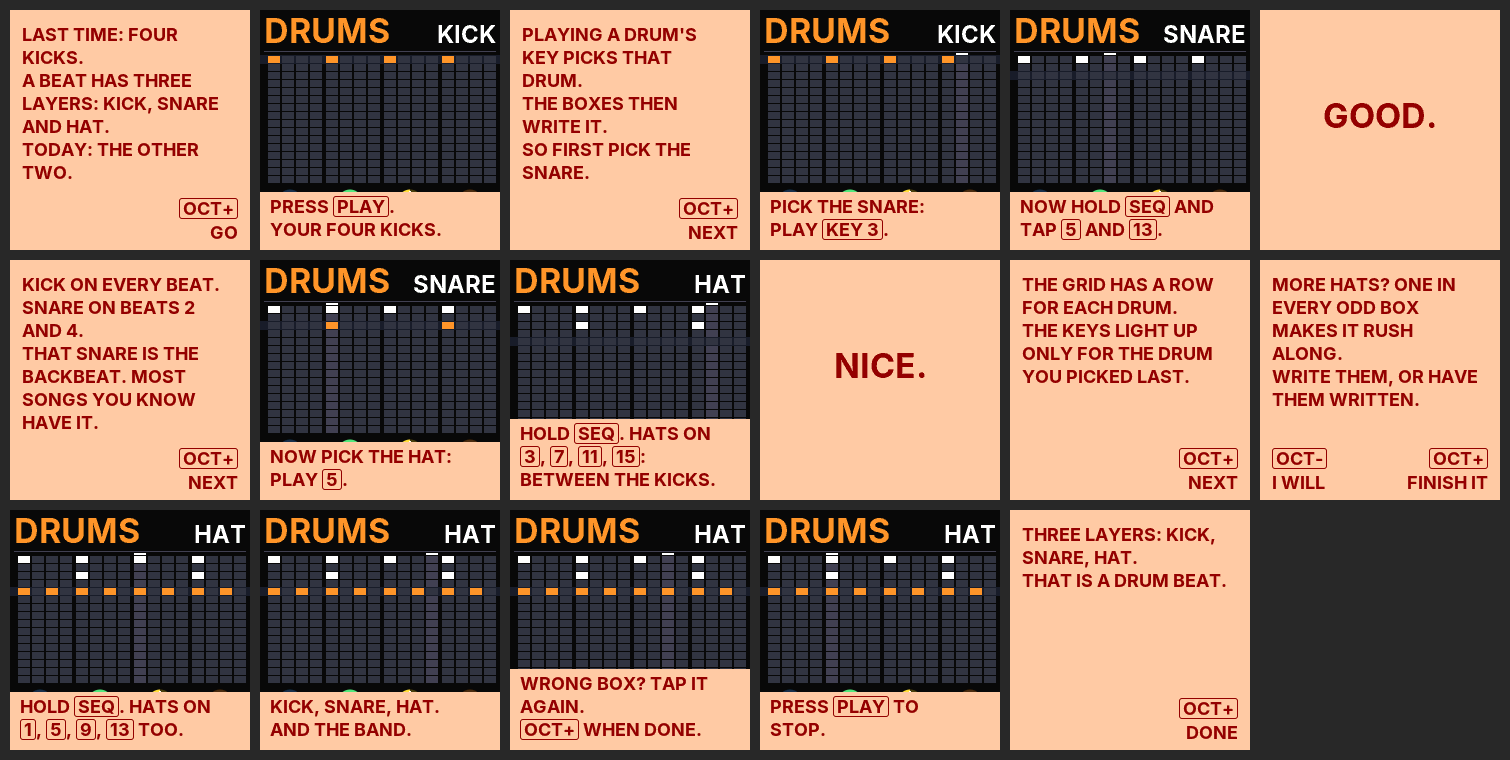 LAST TIME: FOUR
KICKS.
A BEAT HAS THREE
LAYERS: KICK, SNARE
AND HAT.
TODAY: THE OTHER
TWO.
OCT+
GO
DRUMS KICK
PRESS PLAY.
YOUR FOUR KICKS.
PLAYING A DRUM'S
KEY PICKS THAT
DRUM.
THE BOXES THEN
WRITE IT.
SO FIRST PICK THE
SNARE.
OCT+
NEXT
DRUMS KICK
PICK THE SNARE:
PLAY KEY 3.
DRUMS SNARE
NOW HOLD SEQ AND
TAP 5 AND 13.
GOOD.
KICK ON EVERY BEAT.
SNARE ON BEATS 2
AND 4.
THAT SNARE IS THE
BACKBEAT. MOST
SONGS YOU KNOW
HAVE IT.
OCT+
NEXT
DRUMS SNARE
NOW PICK THE HAT:
PLAY 5.
DRUMS HAT
HOLD SEQ. HATS ON
3, 7, 11, 15:
BETWEEN THE KICKS.
NICE.
THE GRID HAS A ROW
FOR EACH DRUM.
THE KEYS LIGHT UP
ONLY FOR THE DRUM
YOU PICKED LAST.
OCT+
NEXT
MORE HATS? ONE IN
EVERY ODD BOX
MAKES IT RUSH
ALONG.
WRITE THEM, OR HAVE
THEM WRITTEN.
OCT- OCT+
I WILL FINISH IT
DRUMS HAT
HOLD SEQ. HATS ON
1, 5, 9, 13 TOO.
DRUMS HAT
KICK, SNARE, HAT.
AND THE BAND.
DRUMS HAT
WRONG BOX? TAP IT
AGAIN.
OCT+ WHEN DONE.
DRUMS HAT
PRESS PLAY TO
STOP.
THREE LAYERS: KICK,
SNARE, HAT.
THAT IS A DRUM BEAT.
OCT+
DONE